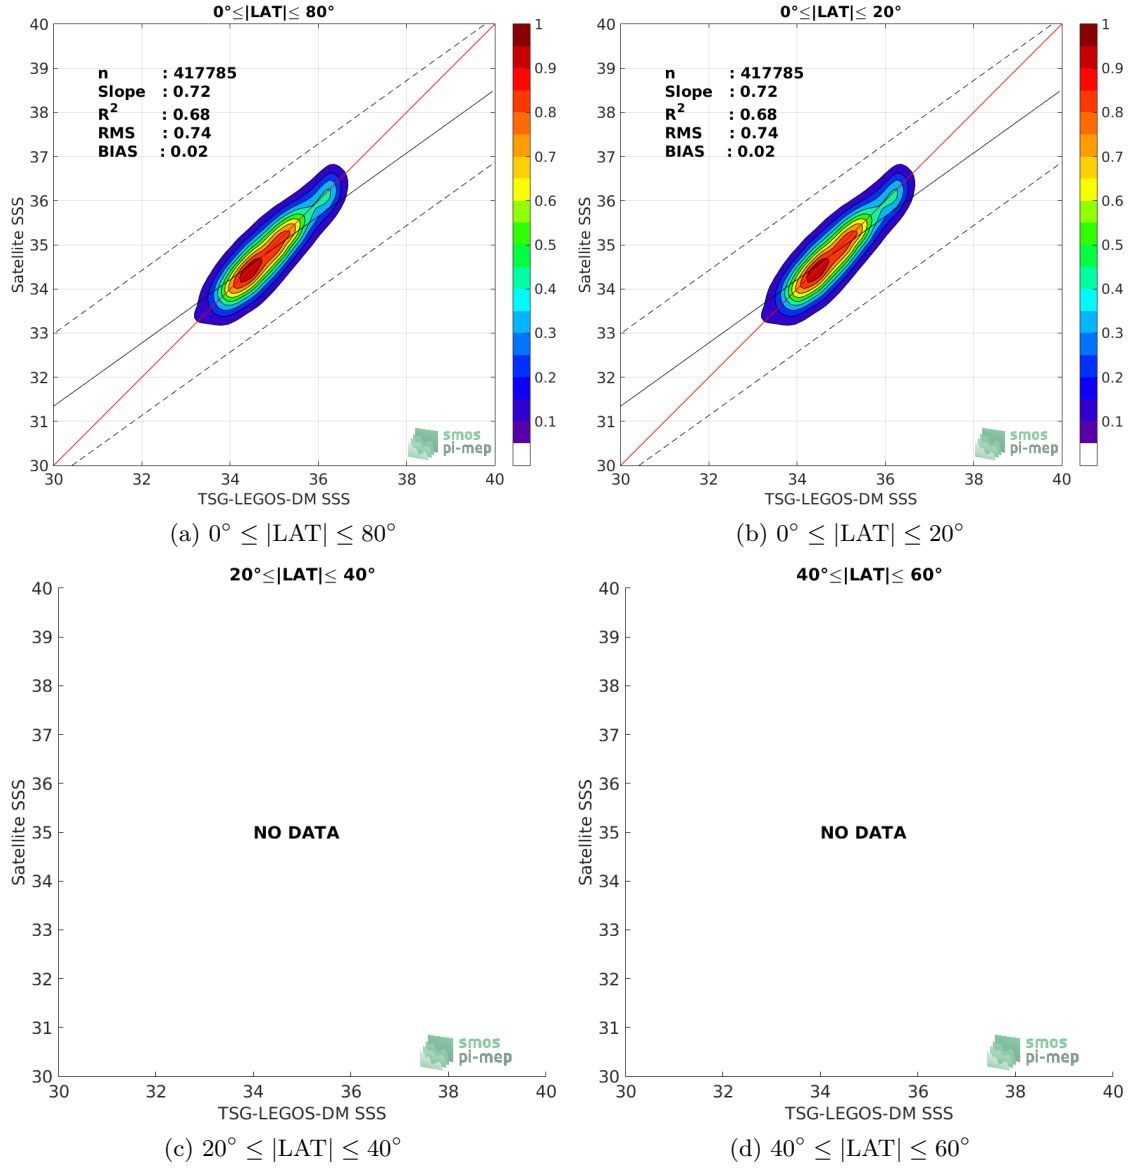 0°≤|LAT|≤ 80°
40
39
38
37
36
35
34
33
32
31
30
Satellite SSS
n : 417785
Slope : 0.72
R² : 0.68
RMS : 0.74
BIAS : 0.02
smos
pi-mep
30 32 34 36 38 40
TSG-LEGOS-DM SSS
1
0.9
0.8
0.7
0.6
0.5
0.4
0.3
0.2
0.1
(a) 0° ≤ |LAT| ≤ 80°
0°≤|LAT|≤ 20°
40
39
38
37
36
35
34
33
32
31
30
Satellite SSS
n : 417785
Slope : 0.72
R² : 0.68
RMS : 0.74
BIAS : 0.02
smos
pi-mep
30 32 34 36 38 40
TSG-LEGOS-DM SSS
1
0.9
0.8
0.7
0.6
0.5
0.4
0.3
0.2
0.1
(b) 0° ≤ |LAT| ≤ 20°
20°≤|LAT|≤ 40°
40
39
38
37
36
35
34
33
32
31
30
Satellite SSS
NO DATA
smos
pi-mep
30 32 34 36 38 40
TSG-LEGOS-DM SSS
(c) 20° ≤ |LAT| ≤ 40°
40°≤|LAT|≤ 60°
40
39
38
37
36
35
34
33
32
31
30
Satellite SSS
NO DATA
smos
pi-mep
30 32 34 36 38 40
TSG-LEGOS-DM SSS
(d) 40° ≤ |LAT| ≤ 60°